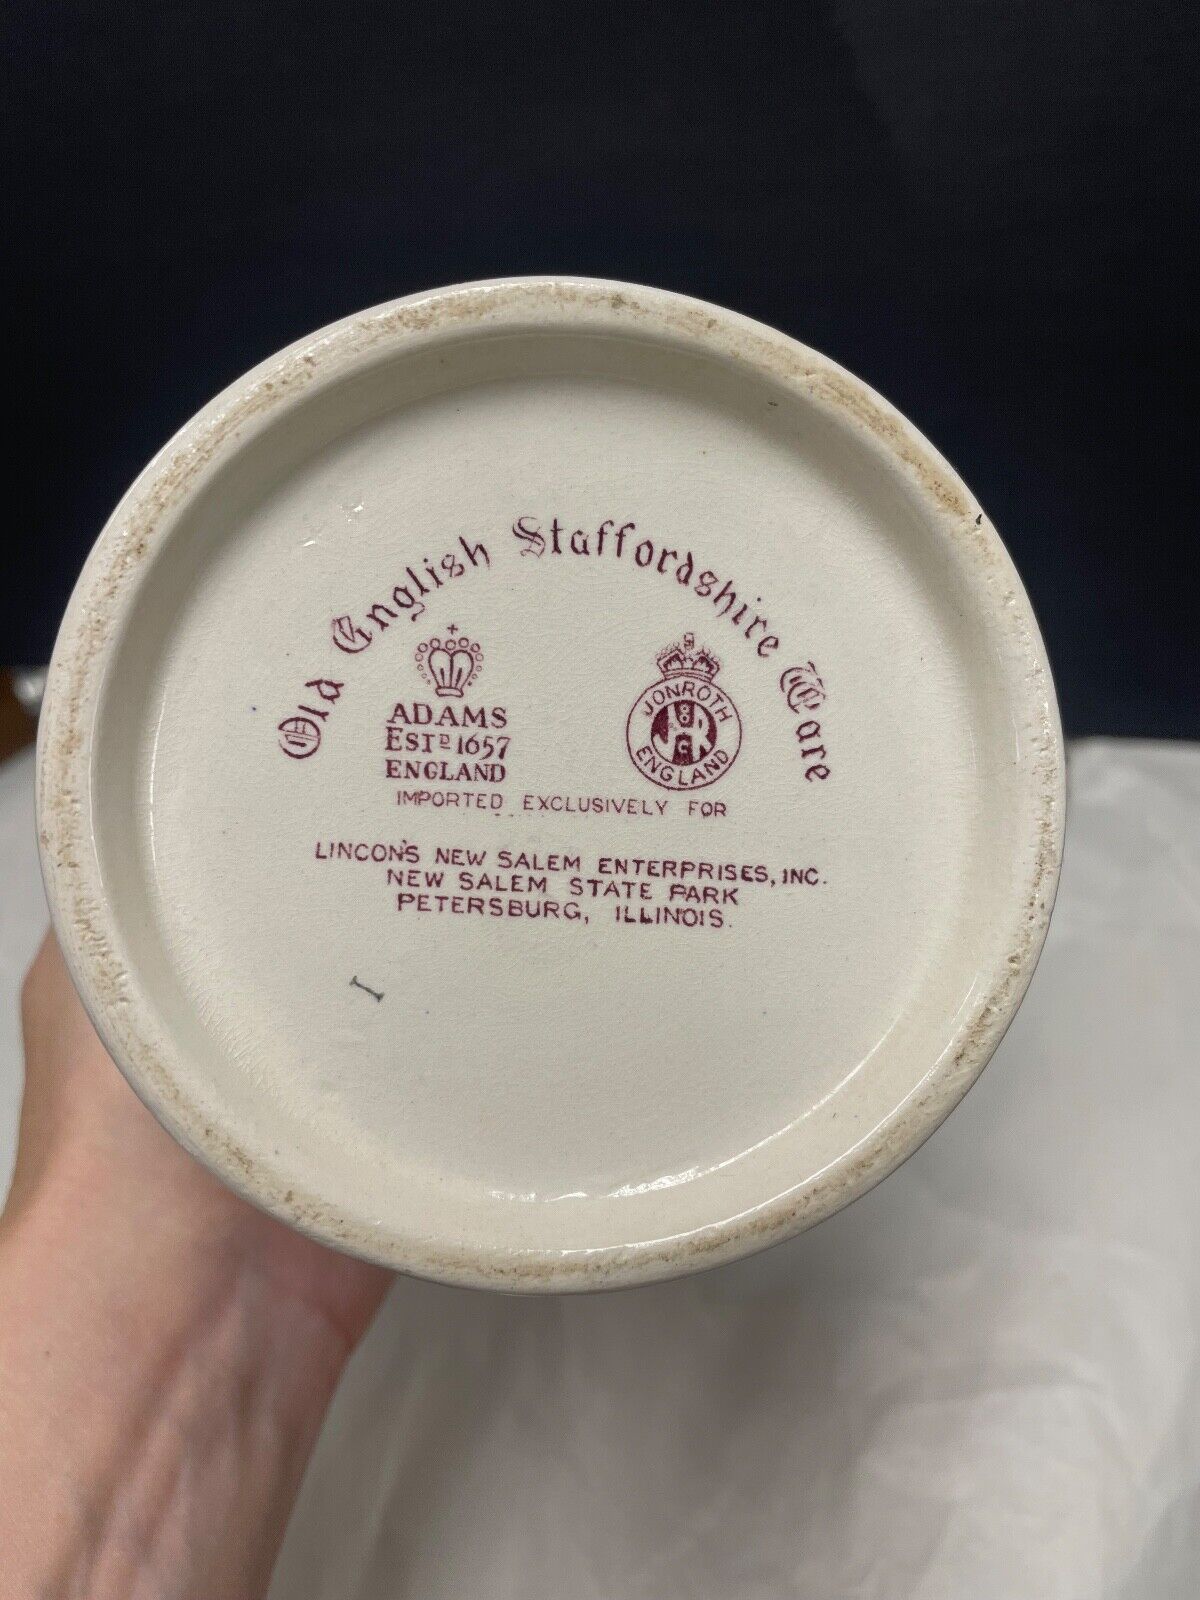 Old English Staffordshire Ware
ADAMS
ESTD 1657
ENGLAND
JONROTH
ENGLAND
IMPORTED EXCLUSIVELY FOR
LINCON'S NEW SALEM ENTERPRISES, INC.
NEW SALEM STATE PARK
PETERSBURG, ILLINOIS.
I